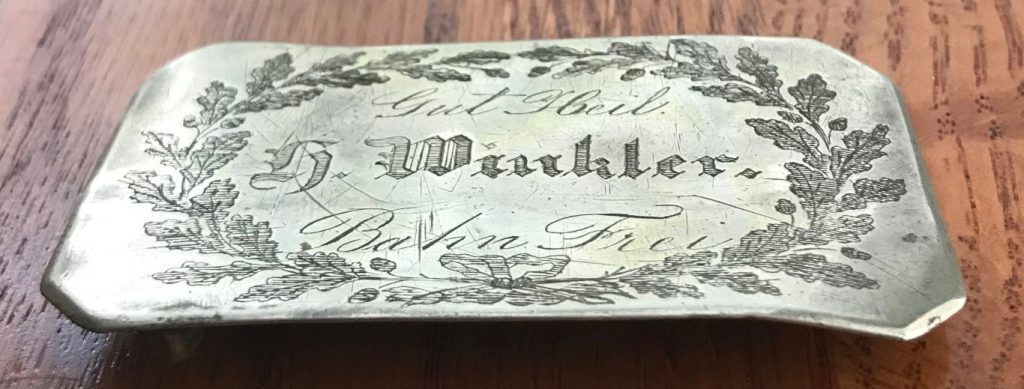 Gut Heil.
H. Winkler.
Bahn Frei